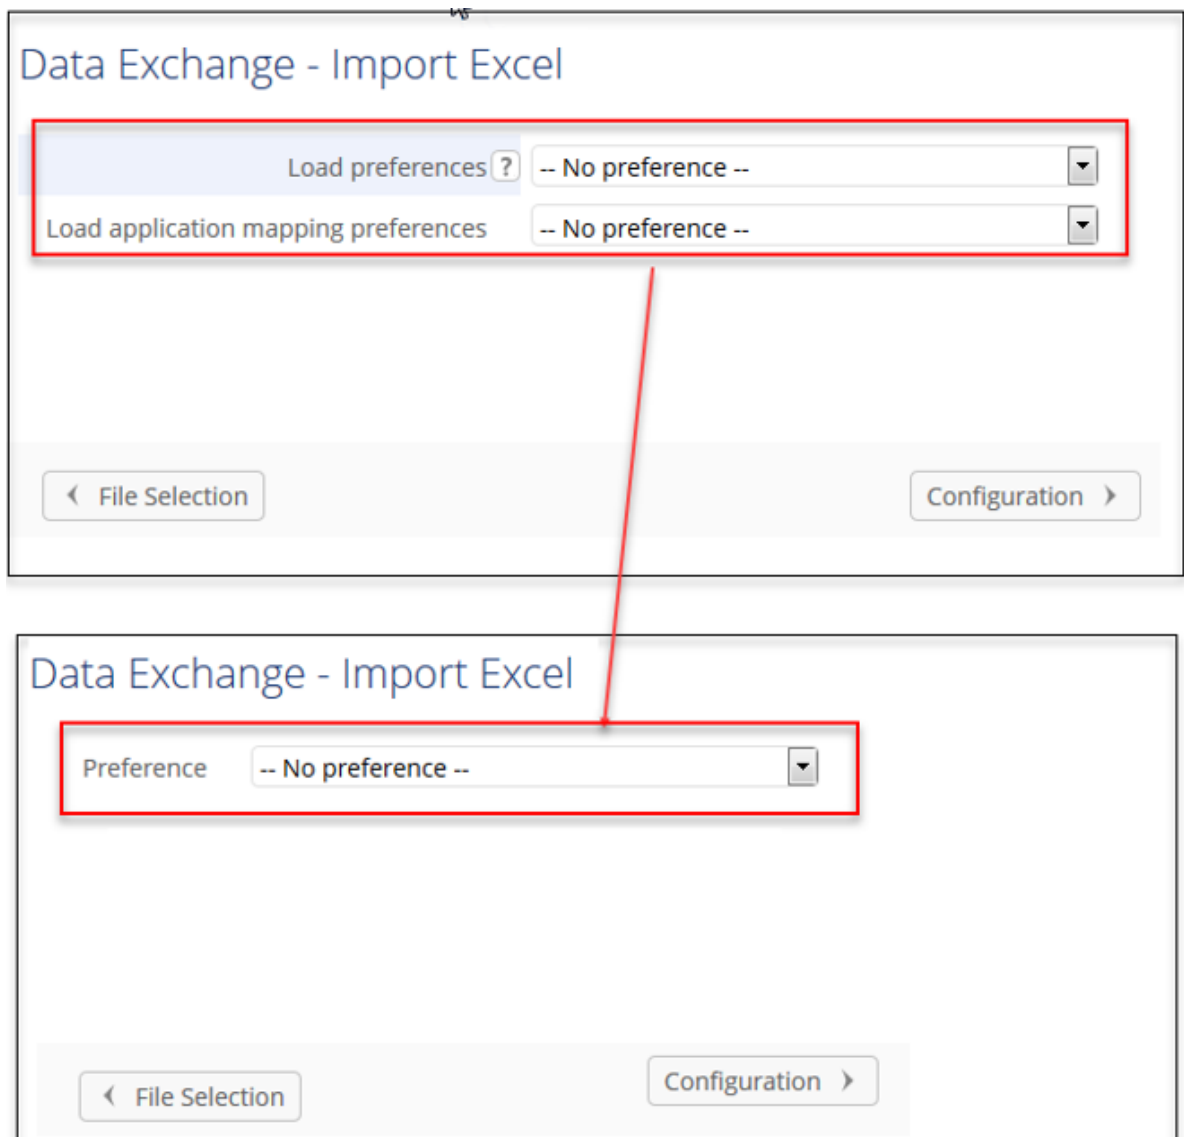 Data Exchange - Import Excel
Load preferences ? -- No preference --
Load application mapping preferences -- No preference --
File Selection Configuration
Data Exchange - Import Excel
Preference -- No preference --
Configuration
File Selection